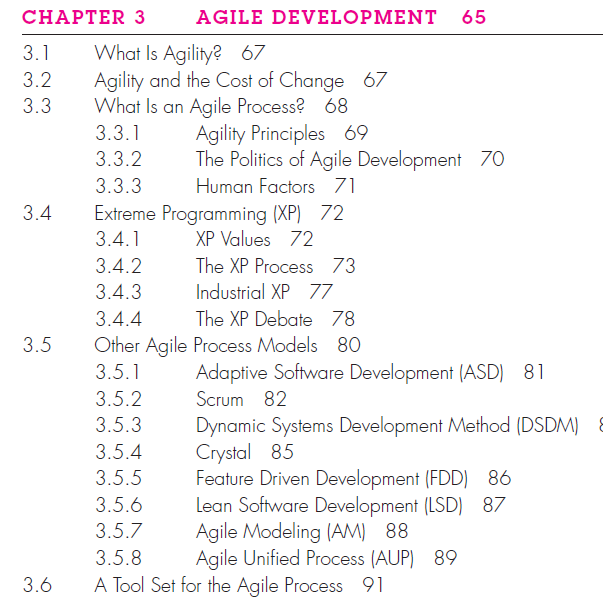 CHAPTER 3 AGILE DEVELOPMENT 65
3.1 What Is Agility? 67
3.2 Agility and the Cost of Change 67
3.3 What Is an Agile Process? 68
3.3.1 Agility Principles 69
3.3.2 The Politics of Agile Development 70
3.3.3 Human Factors 71
3.4 Extreme Programming (XP) 72
3.4.1 XP Values 72
3.4.2 The XP Process 73
3.4.3 Industrial XP 77
3.4.4 The XP Debate 78
3.5 Other Agile Process Models 80
3.5.1 Adaptive Software Development (ASD) 81
3.5.2 Scrum 82
3.5.3 Dynamic Systems Development Method (DSDM)
3.5.4 Crystal 85
3.5.5 Feature Driven Development (FDD) 86
3.5.6 Lean Software Development (LSD) 87
3.5.7 Agile Modeling (AM) 88
3.5.8 Agile Unified Process (AUP) 89
3.6 A Tool Set for the Agile Process 91